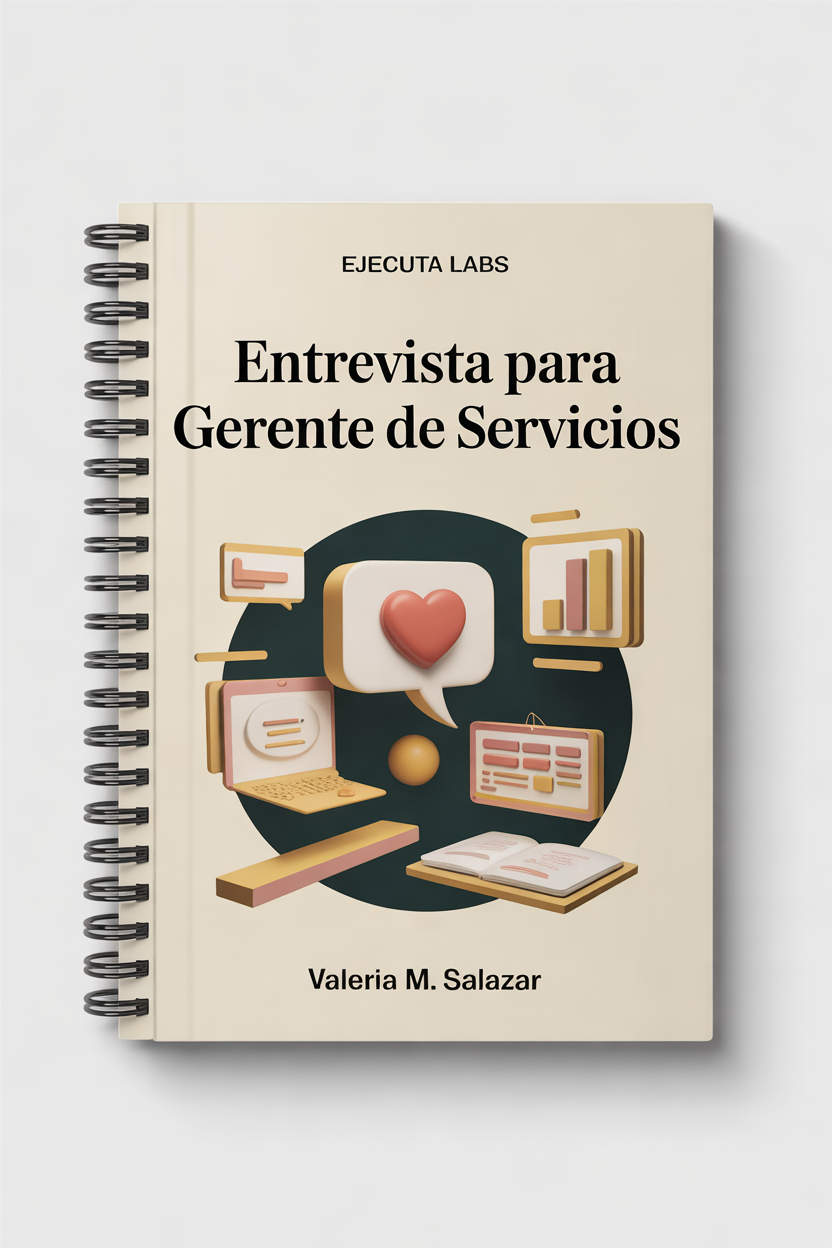 EJECUTA LABS
Entrevista para
Gerente de Servicios
Valeria M. Salazar